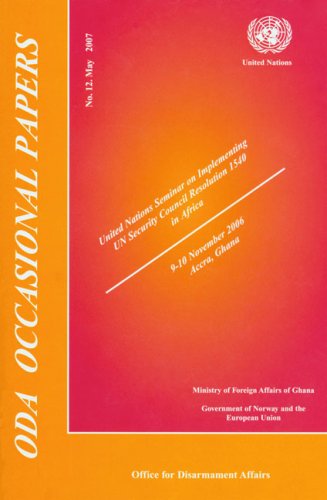 ODA OCCASIONAL PAPERS
No. 12. May 2007
United Nations
United Nations Seminar on Implementing
UN Security Council Resolution 1540
in Africa
9-10 November 2006
Accra, Ghana
Ministry of Foreign Affairs of Ghana
Government of Norway and the
European Union
Office for Disarmament Affairs